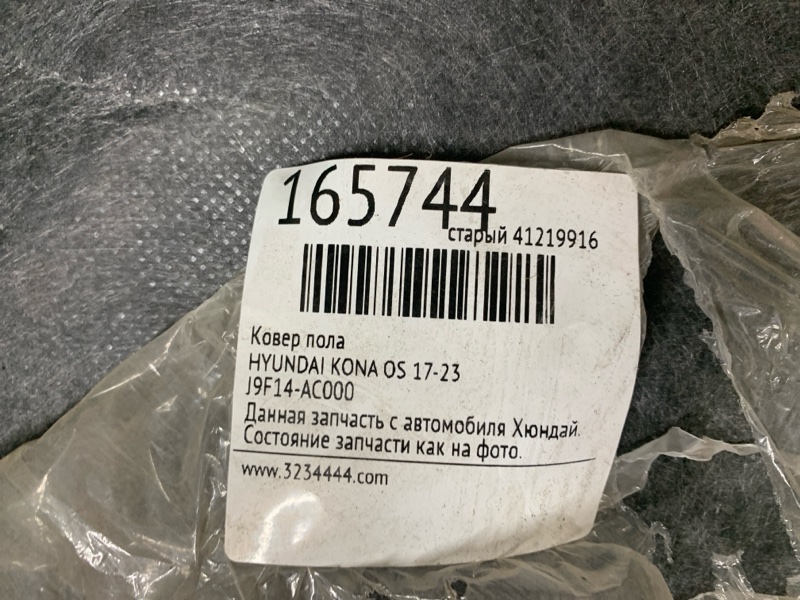 165744
старый 41219916
Ковер пола
HYUNDAI KONA OS 17-23
J9F14-AC000
Данная запчасть с автомобиля Хюндай.
Состояние запчасти как на фото.
www.3234444.com